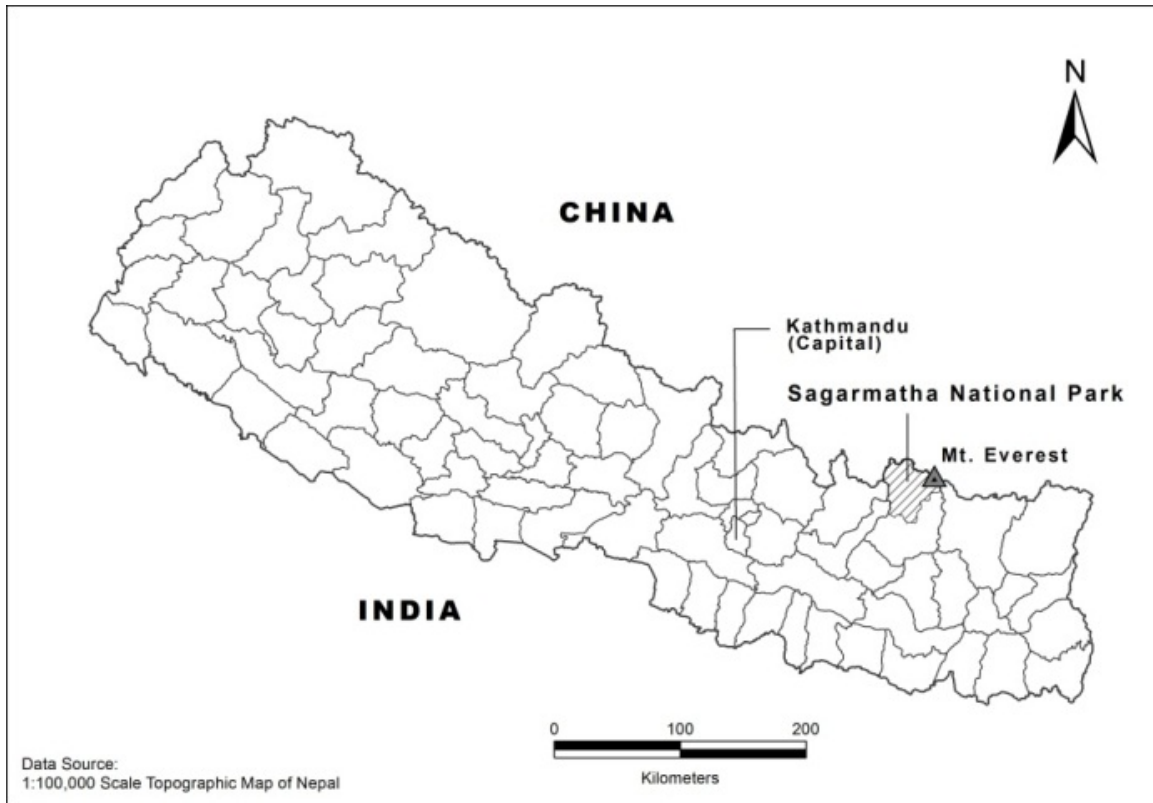 N
CHINA
Kathmandu
(Capital)
Sagarmatha National Park
Mt. Everest
INDIA
0 100 200
Kilometers
Data Source:
1:100,000 Scale Topographic Map of Nepal